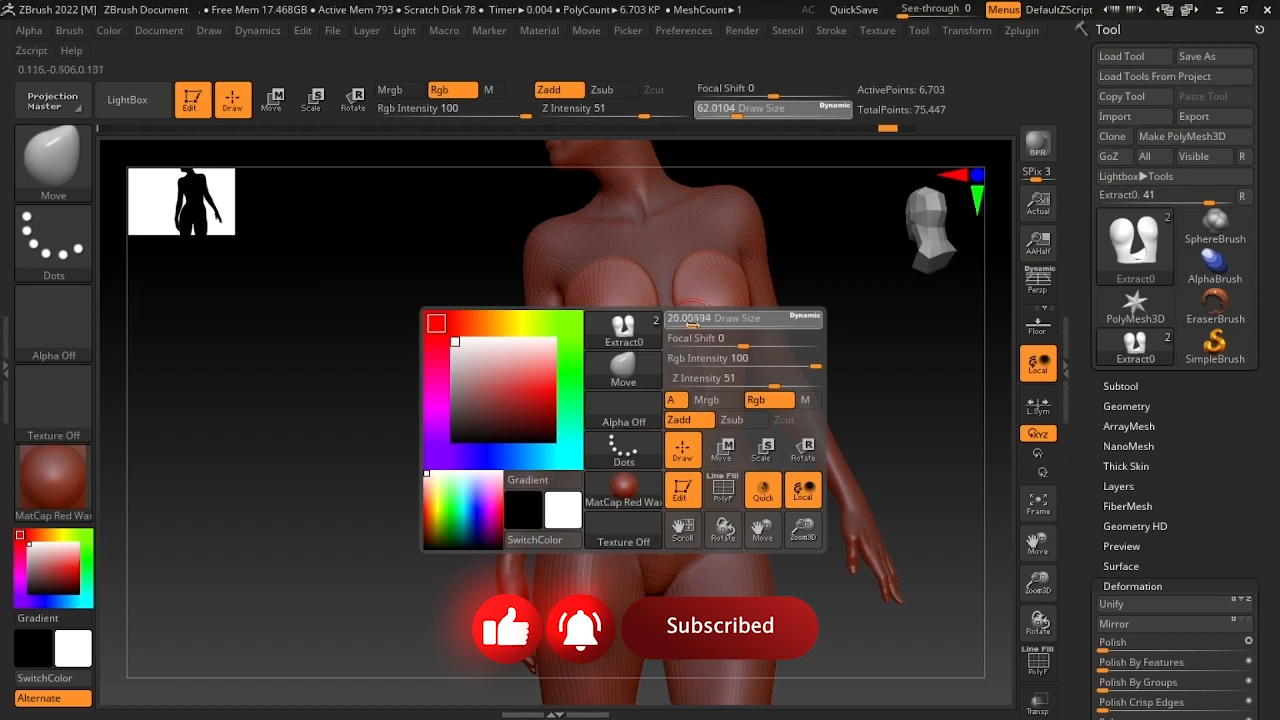 ZBrush 2022 [M] ZBrush Document . ● Free Mem 17.468GB ● Active Mem 793 ● Scratch Disk 78 ● Timer▶0.004 ● PolyCount▶6.703 KP ● MeshCount▶1 AC QuickSave See-through 0 Menus DefaultZScript
Alpha Brush Color Document Draw Dynamics Edit File Layer Light Macro Marker Material Movie Picker Preferences Render Stencil Stroke Texture Tool Transform Zplugin
Zscript Help
Projection Master
LightBox
Edit
Draw
Move
Scale
Rotate
Mrgb Rgb M
Rgb Intensity 100
Zadd Zsub Zcut
Z Intensity 51
Focal Shift 0
62.0104 Draw Size Dynamic
ActivePoints: 6,703
TotalPoints: 75,447
Move
Dots
Alpha Off
Texture Off
MatCap Red Wa
Gradient
SwitchColor
Alternate
Gradient
SwitchColor
2
Extract0
Move
Alpha Off
Dots
MatCap Red Wax
Texture Off
Draw Size Dynamic
Focal Shift 0
Rgb Intensity 100
Z Intensity 51
A Mrgb Rgb M
Zadd Zsub Zcut
Draw Move Scale Rotate
Line Fill
Edit PolyF Quick Local
Scroll Rotate Move Zoom3D
Subscribed
BPR
SPix 3
Actual
AAHalf
Dynamic
Persp
Floor
Local
L.Sym
XYZ
Frame
Move
Zoom3D
Rotate
Line Fill
PolyF
Transp
Tool
Load Tool Save As
Load Tools From Project
Copy Tool Paste Tool
Import Export
Clone Make PolyMesh3D
GoZ All Visible R
Lightbox▶Tools
Extract0. 41 R
2
Extract0
SphereBrush
AlphaBrush
PolyMesh3D
EraserBrush
2
Extract0
SimpleBrush
Subtool
Geometry
ArrayMesh
NanoMesh
Thick Skin
Layers
FiberMesh
Geometry HD
Preview
Surface
Deformation
Unify
Mirror
Polish
Polish By Features
Polish By Groups
Polish Crisp Edges